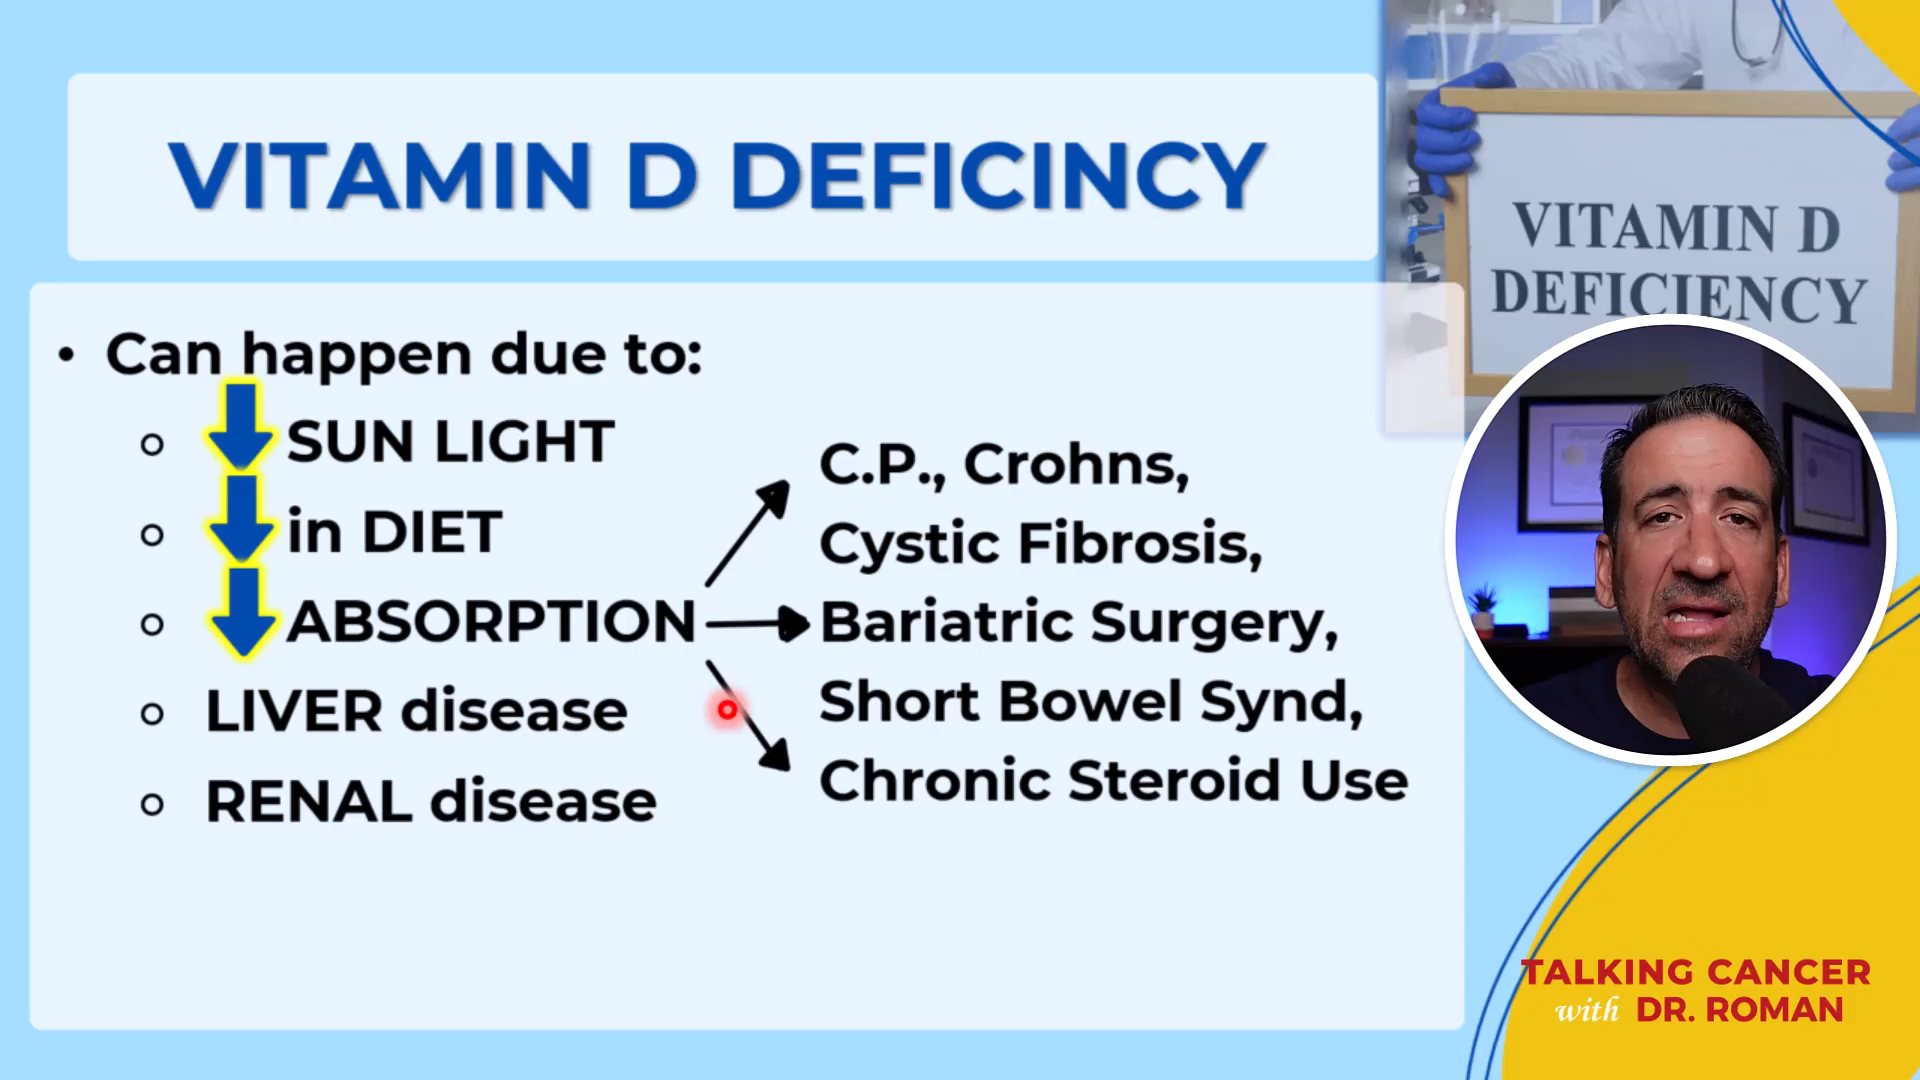 VITAMIN D DEFICINCY
VITAMIN D
DEFICIENCY
• Can happen due to:
SUN LIGHT
in DIET
ABSORPTION
LIVER disease
RENAL disease
C.P., Crohns,
Cystic Fibrosis,
Bariatric Surgery,
Short Bowel Synd,
Chronic Steroid Use
TALKING CANCER
with DR. ROMAN